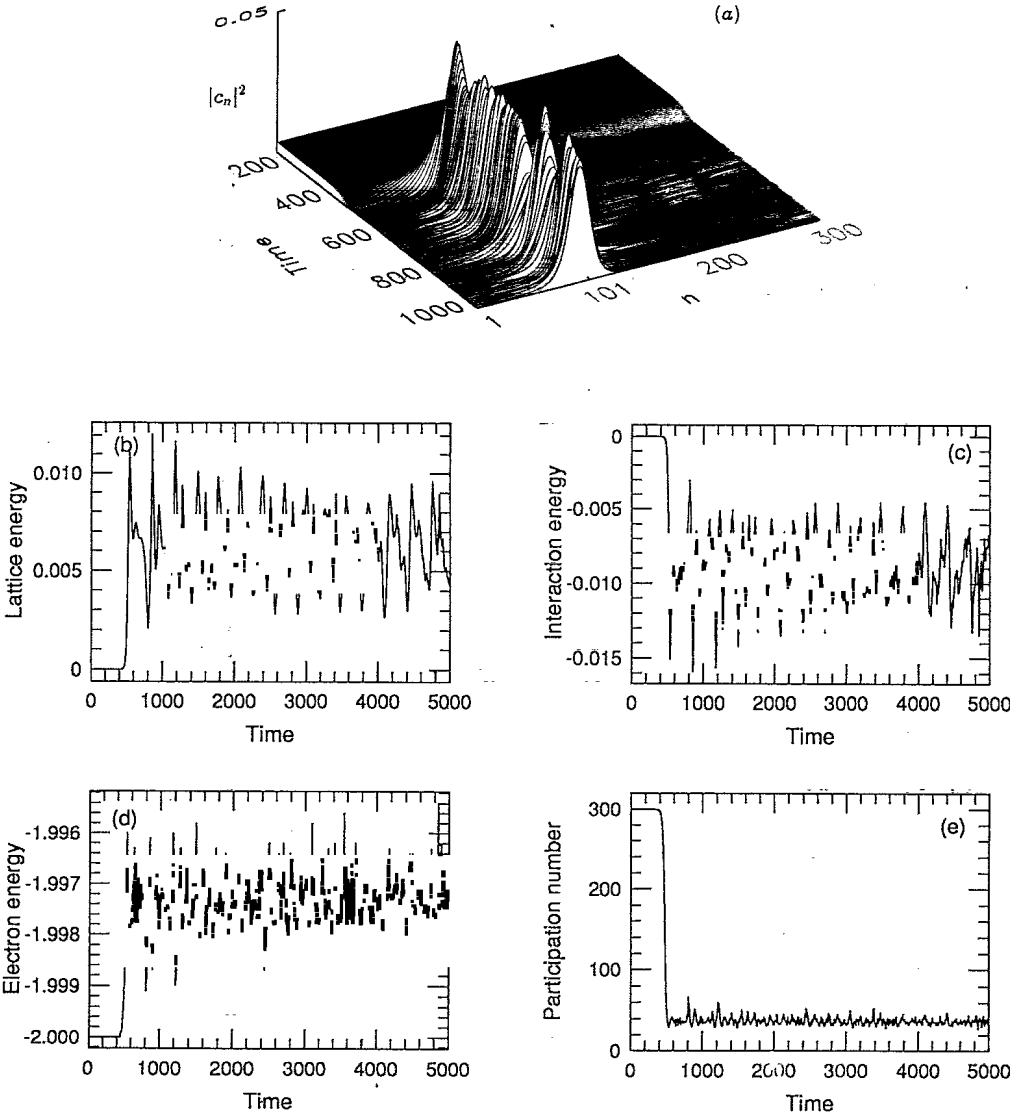 (a)
0.05
|cₙ|²
200
400
600
800
1000
Time
1
101
200
300
n
(b)
Lattice energy
0.010
0.005
0
0 1000 2000 3000 4000 5000
Time
(c)
Interaction energy
0
-0.005
-0.010
-0.015
0 1000 2000 3000 4000 5000
Time
(d)
Electron energy
-1.996
-1.997
-1.998
-1.999
-2.000
0 1000 2000 3000 4000 5000
Time
(e)
Participation number
300
200
100
0
0 1000 2000 3000 4000 5000
Time